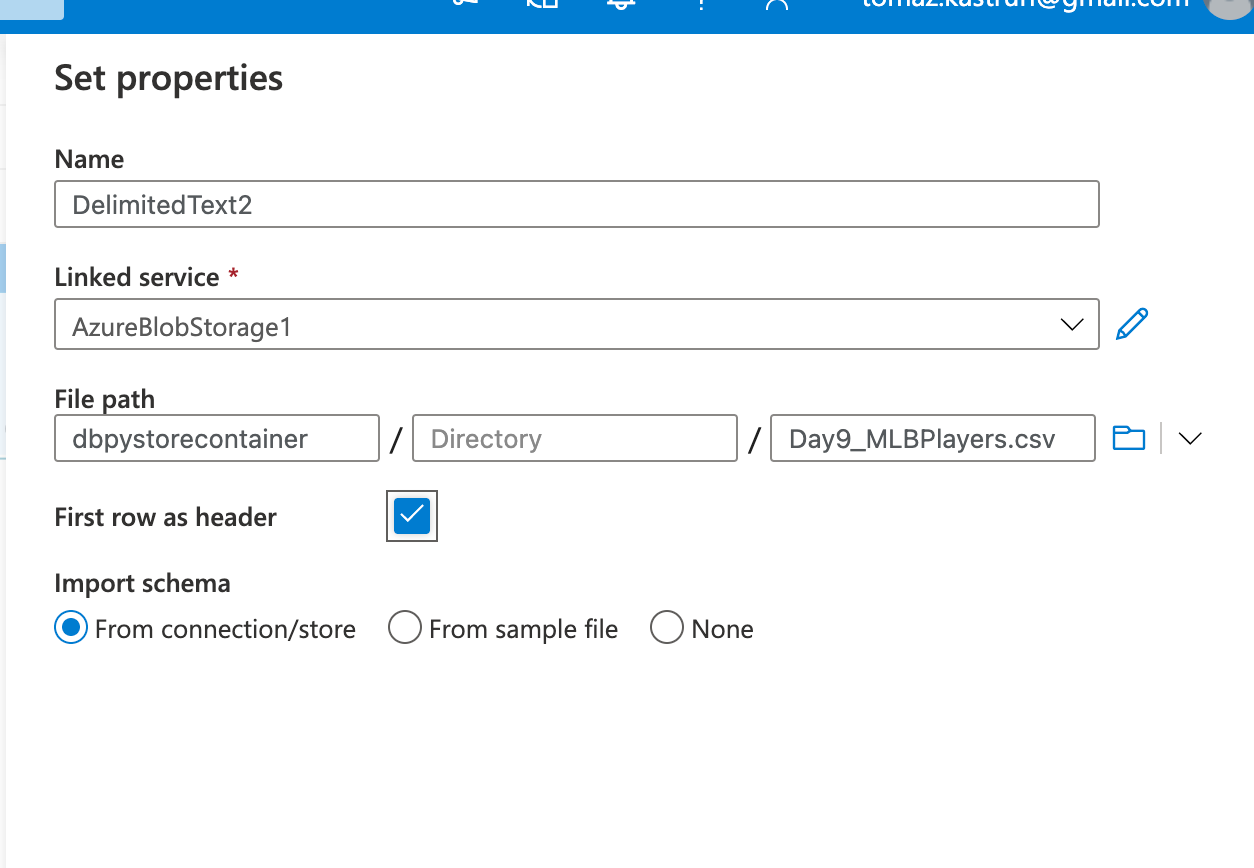 Set properties
Name
DelimitedText2
Linked service *
AzureBlobStorage1
File path
dbpystorecontainer / Directory / Day9_MLBPlayers.csv
First row as header
Import schema
From connection/store From sample file None